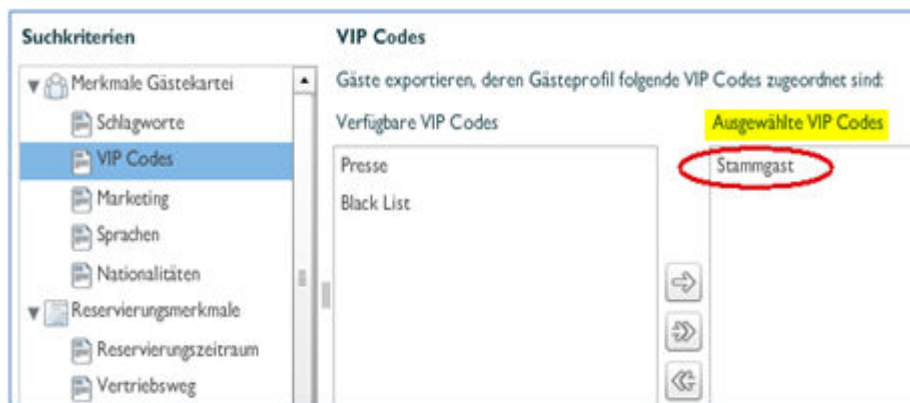 Suchkriterien
Merkmale Gästekartei
Schlagworte
VIP Codes
Marketing
Sprachen
Nationalitäten
Reservierungsmerkmale
Reservierungszeitraum
Vertriebsweg
VIP Codes
Gäste exportieren, deren Gästeprofil folgende VIP Codes zugeordnet sind:
Verfügbare VIP Codes
Presse
Black List
Ausgewählte VIP Codes
Stammgast